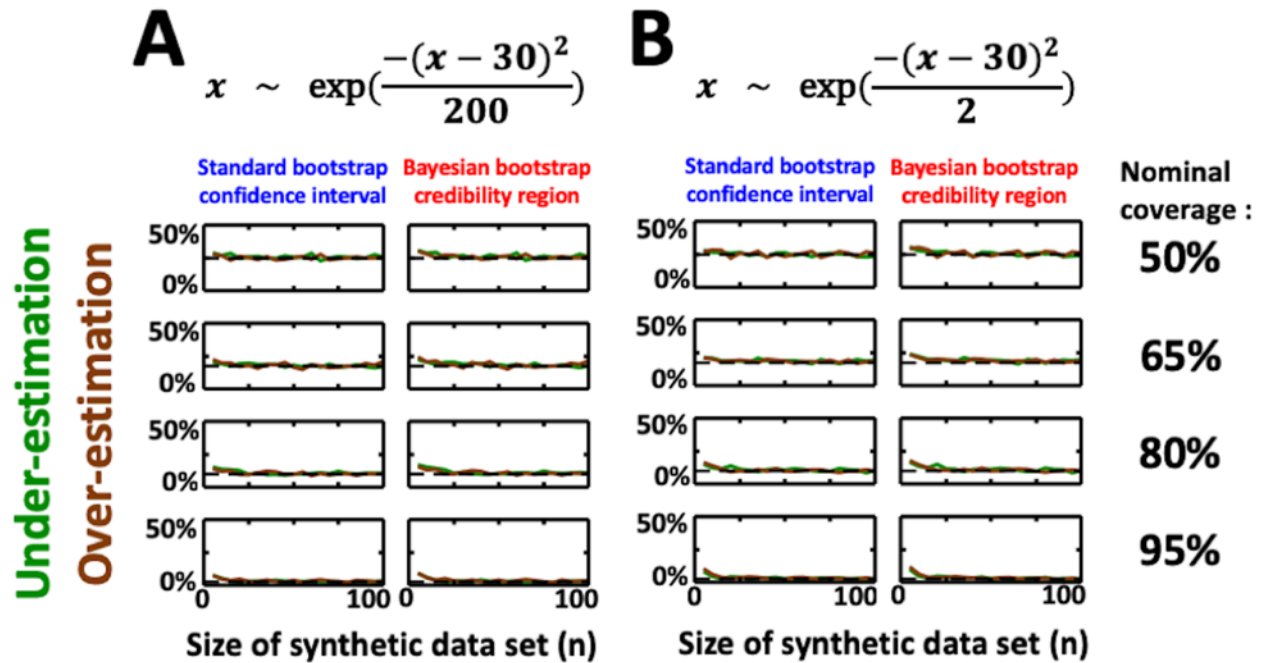 A
x ~ exp(−(x − 30)²/200)
B
x ~ exp(−(x − 30)²/2)
Standard bootstrap
confidence interval
Bayesian bootstrap
credibility region
Standard bootstrap
confidence interval
Bayesian bootstrap
credibility region
Nominal
coverage :
Under-estimation
Over-estimation
50%
0%
50%
0%
50%
50%
0%
50%
0%
65%
50%
0%
50%
0%
80%
50%
0%
50%
0%
95%
0
100
0
100
0
100
0
100
Size of synthetic data set (n)
Size of synthetic data set (n)